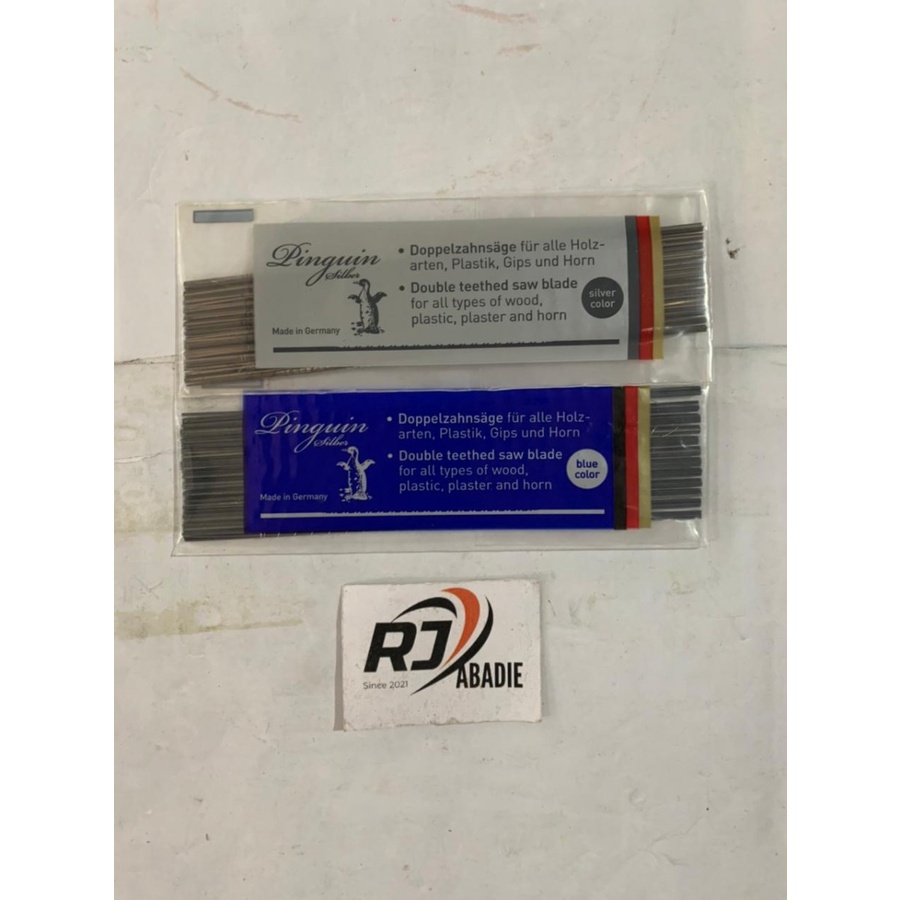 Pinguin
Silber
Made in Germany
• Doppelzahnsäge für alle Holz-
arten, Plastik, Gips und Horn
• Double teethed saw blade
for all types of wood,
plastic, plaster and horn
silver
color
Pinguin
Silber
Made in Germany
• Doppelzahnsäge für alle Holz-
arten, Plastik, Gips und Horn
• Double teethed saw blade
for all types of wood,
plastic, plaster and horn
blue
color
RJ
Since 2021
ABADIE